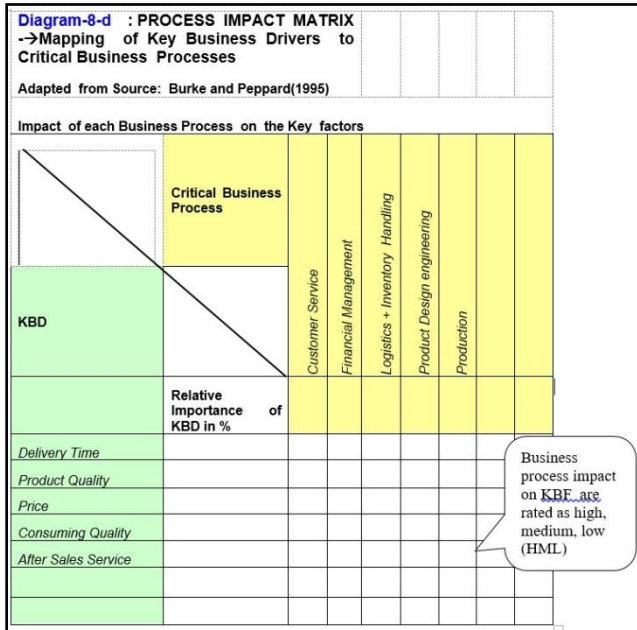 Diagram-8-d : PROCESS IMPACT MATRIX
-→Mapping of Key Business Drivers to
Critical Business Processes
Adapted from Source: Burke and Peppard(1995)
Impact of each Business Process on the Key factors
Critical Business
Process
Customer Service
Financial Management
Logistics + Inventory Handling
Product Design engineering
Production
KBD
Relative
Importance of
KBD in %
Delivery Time
Product Quality
Price
Consuming Quality
After Sales Service
Business
process impact
on KBF are
rated as high,
medium, low
(HML)